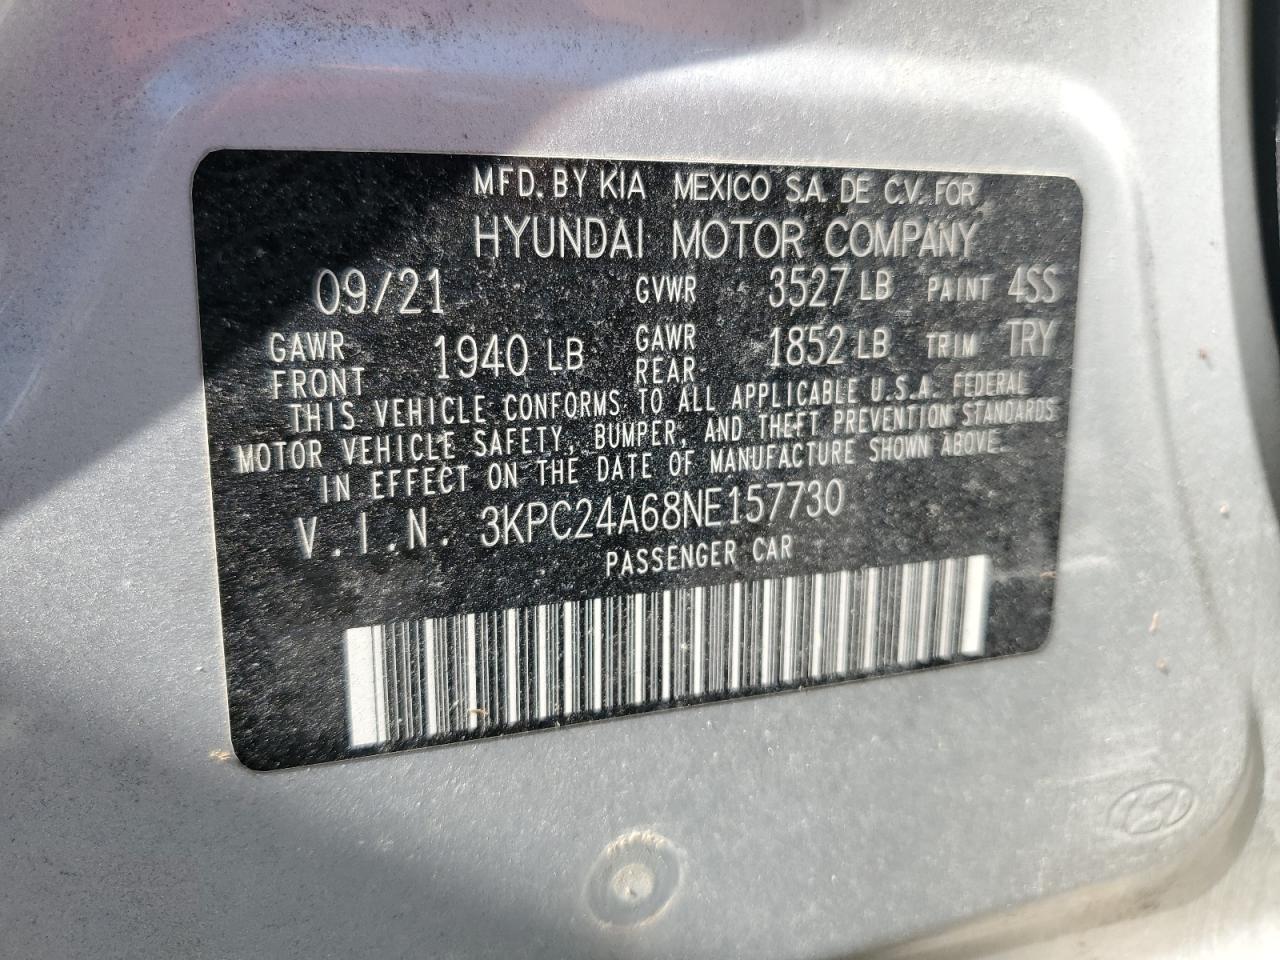 MFD. BY KIA MEXICO S.A. DE C.V. FOR
HYUNDAI MOTOR COMPANY
09/21 GVWR 3527 LB PAINT 4SS
GAWR FRONT 1940 LB GAWR REAR 1852 LB TRIM TRY
THIS VEHICLE CONFORMS TO ALL APPLICABLE U.S.A. FEDERAL
MOTOR VEHICLE SAFETY, BUMPER, AND THEFT PREVENTION STANDARDS
IN EFFECT ON THE DATE OF MANUFACTURE SHOWN ABOVE.
V.I.N. 3KPC24A68NE157730
PASSENGER CAR